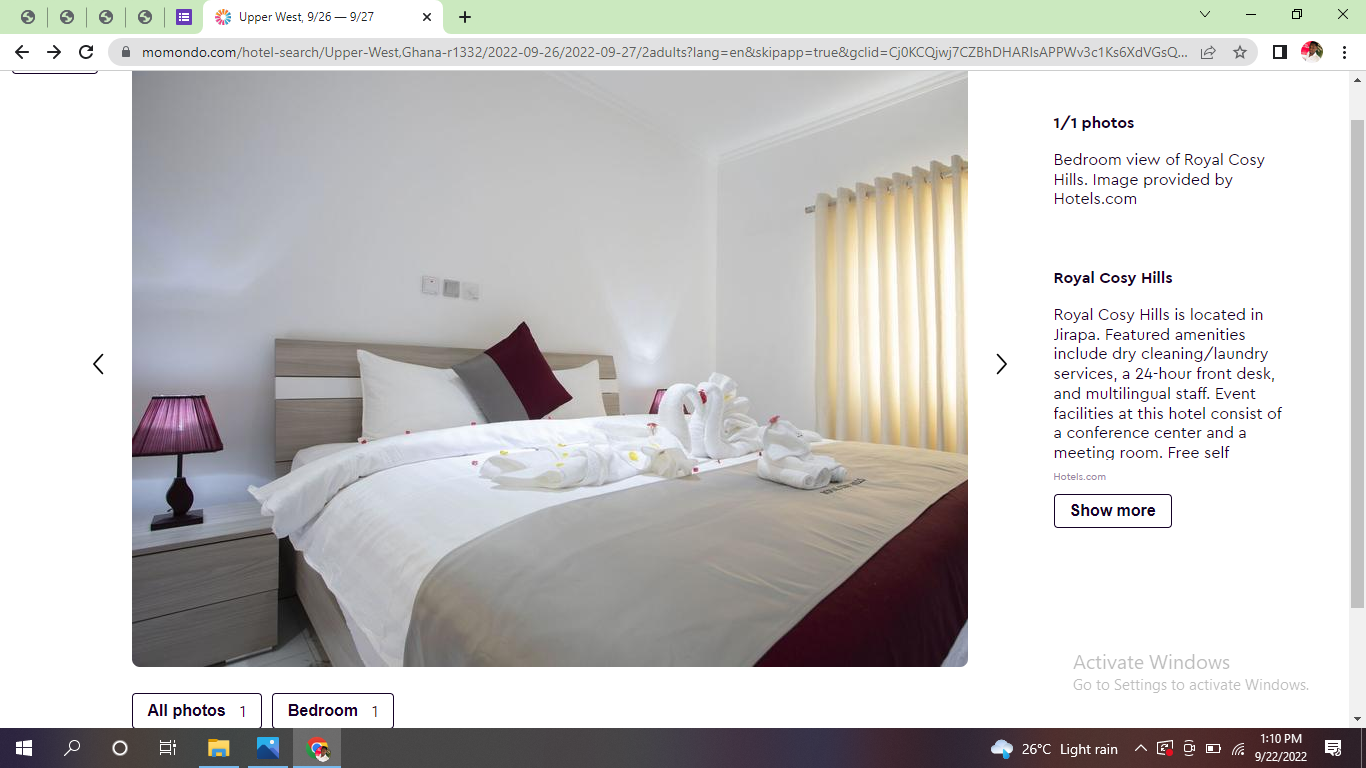 Upper West, 9/26 — 9/27
momondo.com/hotel-search/Upper-West,Ghana-r1332/2022-09-26/2022-09-27/2adults?lang=en&skipapp=true&gclid=Cj0KCQjwj7CZBhDHARIsAPPWv3c1Ks6XdVGsQ...
1/1 photos
Bedroom view of Royal Cosy
Hills. Image provided by
Hotels.com
Royal Cosy Hills
Royal Cosy Hills is located in
Jirapa. Featured amenities
include dry cleaning/laundry
services, a 24-hour front desk,
and multilingual staff. Event
facilities at this hotel consist of
a conference center and a
meeting room. Free self
Hotels.com
Show more
Activate Windows
Go to Settings to activate Windows.
All photos 1
Bedroom 1
26°C Light rain
1:10 PM
9/22/2022